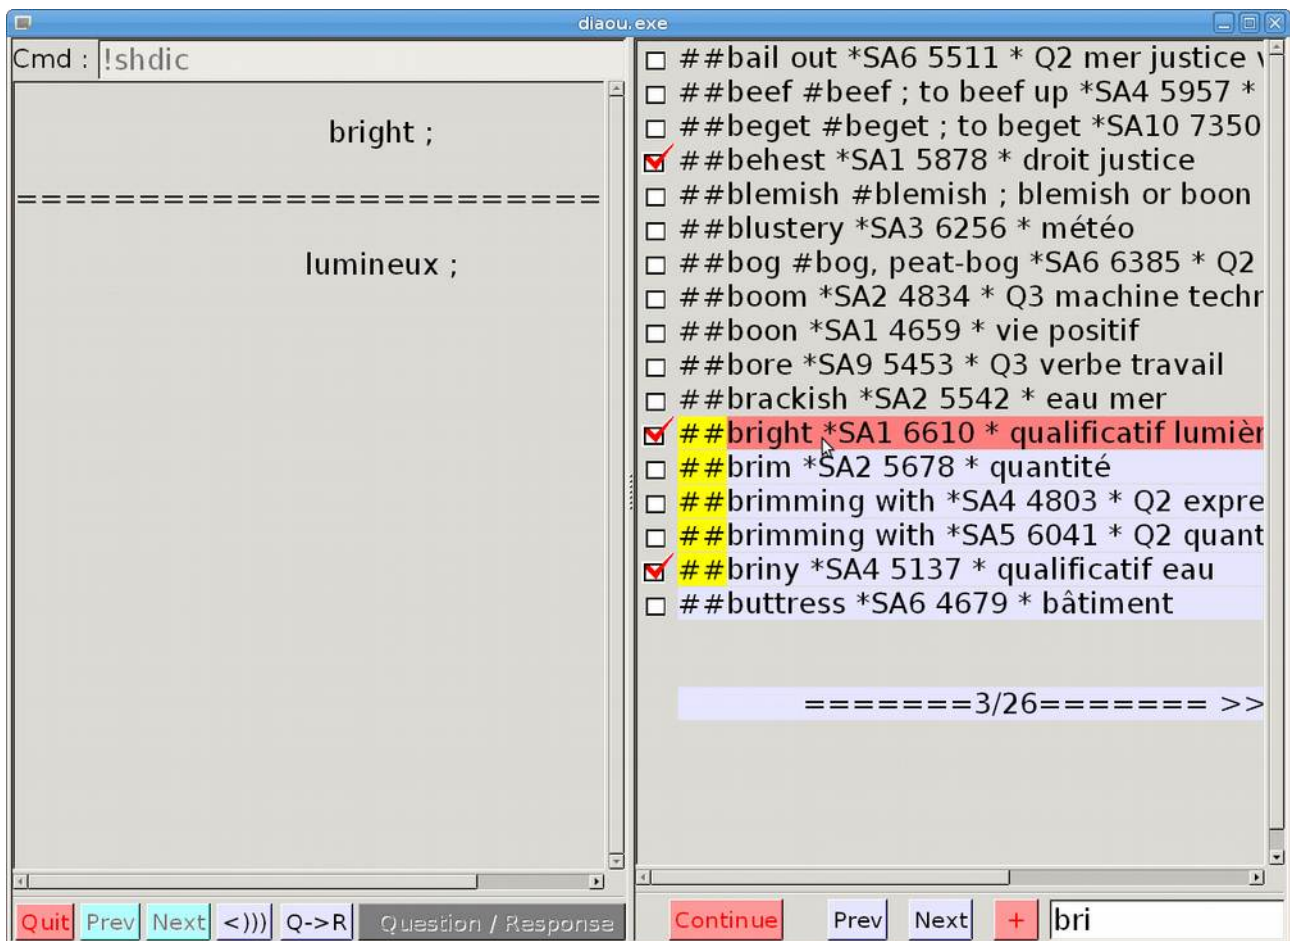 diaou.exe
Cmd : !shdic
bright ;
========================
lumineux ;
Quit Prev Next <))) Q->R Question / Response
##bail out *SA6 5511 * Q2 mer justice
##beef #beef ; to beef up *SA4 5957 *
##beget #beget ; to beget *SA10 7350
##behest *SA1 5878 * droit justice
##blemish #blemish ; blemish or boon
##blustery *SA3 6256 * météo
##bog #bog, peat-bog *SA6 6385 * Q2
##boom *SA2 4834 * Q3 machine techn
##boon *SA1 4659 * vie positif
##bore *SA9 5453 * Q3 verbe travail
##brackish *SA2 5542 * eau mer
##bright *SA1 6610 * qualificatif lumièr
##brim *SA2 5678 * quantité
##brimming with *SA4 4803 * Q2 expre
##brimming with *SA5 6041 * Q2 quant
##briny *SA4 5137 * qualificatif eau
##buttress *SA6 4679 * bâtiment
=======3/26======= >>
Continue Prev Next + bri